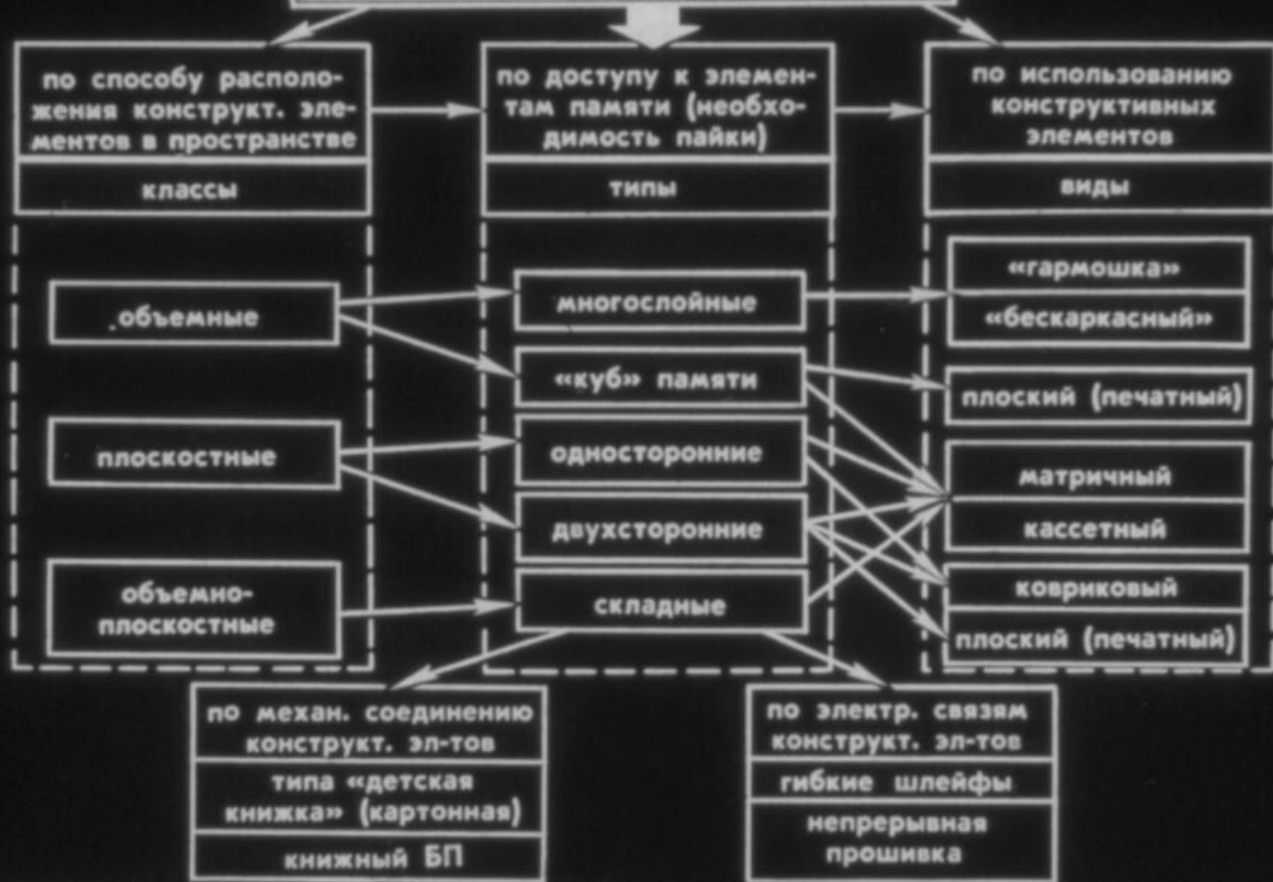 по способу располо-
жения конструкт. эле-
ментов в пространстве
классы
объемные
плоскостные
объемно-
плоскостные
по доступу к элемен-
там памяти (необхо-
димость пайки)
типы
многослойные
«куб» памяти
односторонние
двухсторонние
складные
по использованию
конструктивных
элементов
виды
«гармошка»
«бескаркасный»
плоский (печатный)
матричный
кассетный
ковриковый
плоский (печатный)
по механ. соединению
конструкт. эл-тов
типа «детская
книжка» (картонная)
книжный БП
по электр. связям
конструкт. эл-тов
гибкие шлейфы
непрерывная
прошивка